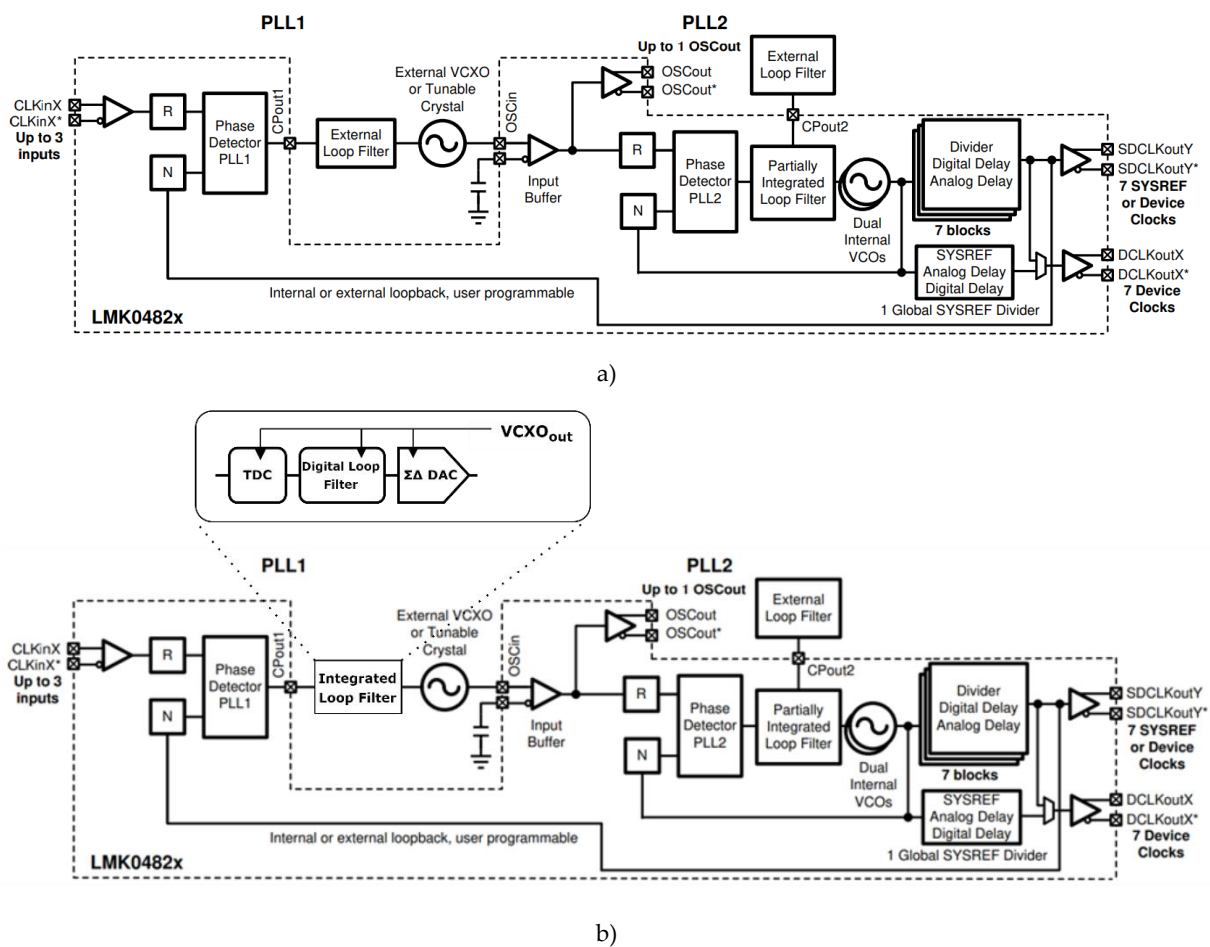 PLL1
PLL2
Up to 1 OSCout
OSCout
OSCout*
External
Loop Filter
External VCXO
or Tunable
Crystal
CLKinX
CLKinX*
Up to 3
inputs
R
N
Phase
Detector
PLL1
CPout1
External
Loop Filter
OSCin
Input
Buffer
R
N
Phase
Detector
PLL2
CPout2
Partially
Integrated
Loop Filter
Dual
Internal
VCOs
Divider
Digital Delay
Analog Delay
7 blocks
SYSREF
Analog Delay
Digital Delay
1 Global SYSREF Divider
SDCLKoutY
SDCLKoutY*
7 SYSREF
or Device
Clocks
DCLKoutX
DCLKoutX*
7 Device
Clocks
Internal or external loopback, user programmable
LMK0482x
a)
VCXOout
TDC
Digital Loop
Filter
ΣΔ DAC
PLL1
PLL2
Up to 1 OSCout
OSCout
OSCout*
External
Loop Filter
External VCXO
or Tunable
Crystal
CLKinX
CLKinX*
Up to 3
inputs
R
N
Phase
Detector
PLL1
CPout1
Integrated
Loop Filter
OSCin
Input
Buffer
R
N
Phase
Detector
PLL2
CPout2
Partially
Integrated
Loop Filter
Dual
Internal
VCOs
Divider
Digital Delay
Analog Delay
7 blocks
SYSREF
Analog Delay
Digital Delay
1 Global SYSREF Divider
SDCLKoutY
SDCLKoutY*
7 SYSREF
or Device
Clocks
DCLKoutX
DCLKoutX*
7 Device
Clocks
Internal or external loopback, user programmable
LMK0482x
b)